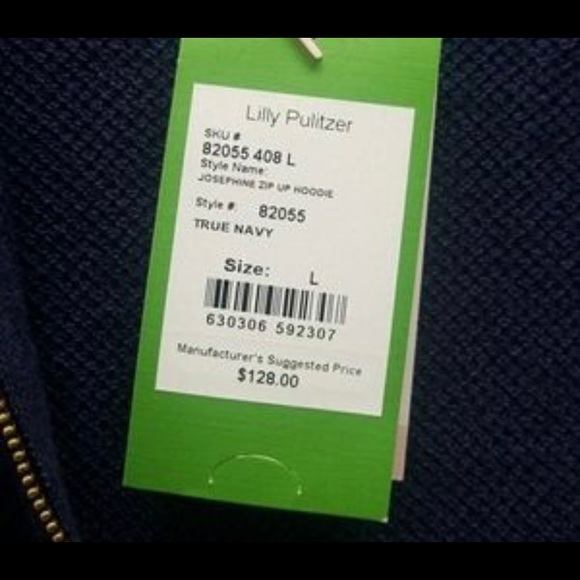 Lilly Pulitzer
SKU #
82055 408 L
Style Name:
JOSEPHINE ZIP UP HOODIE
Style # 82055
TRUE NAVY
Size: L
630306 592307
Manufacturer's Suggested Price
$128.00